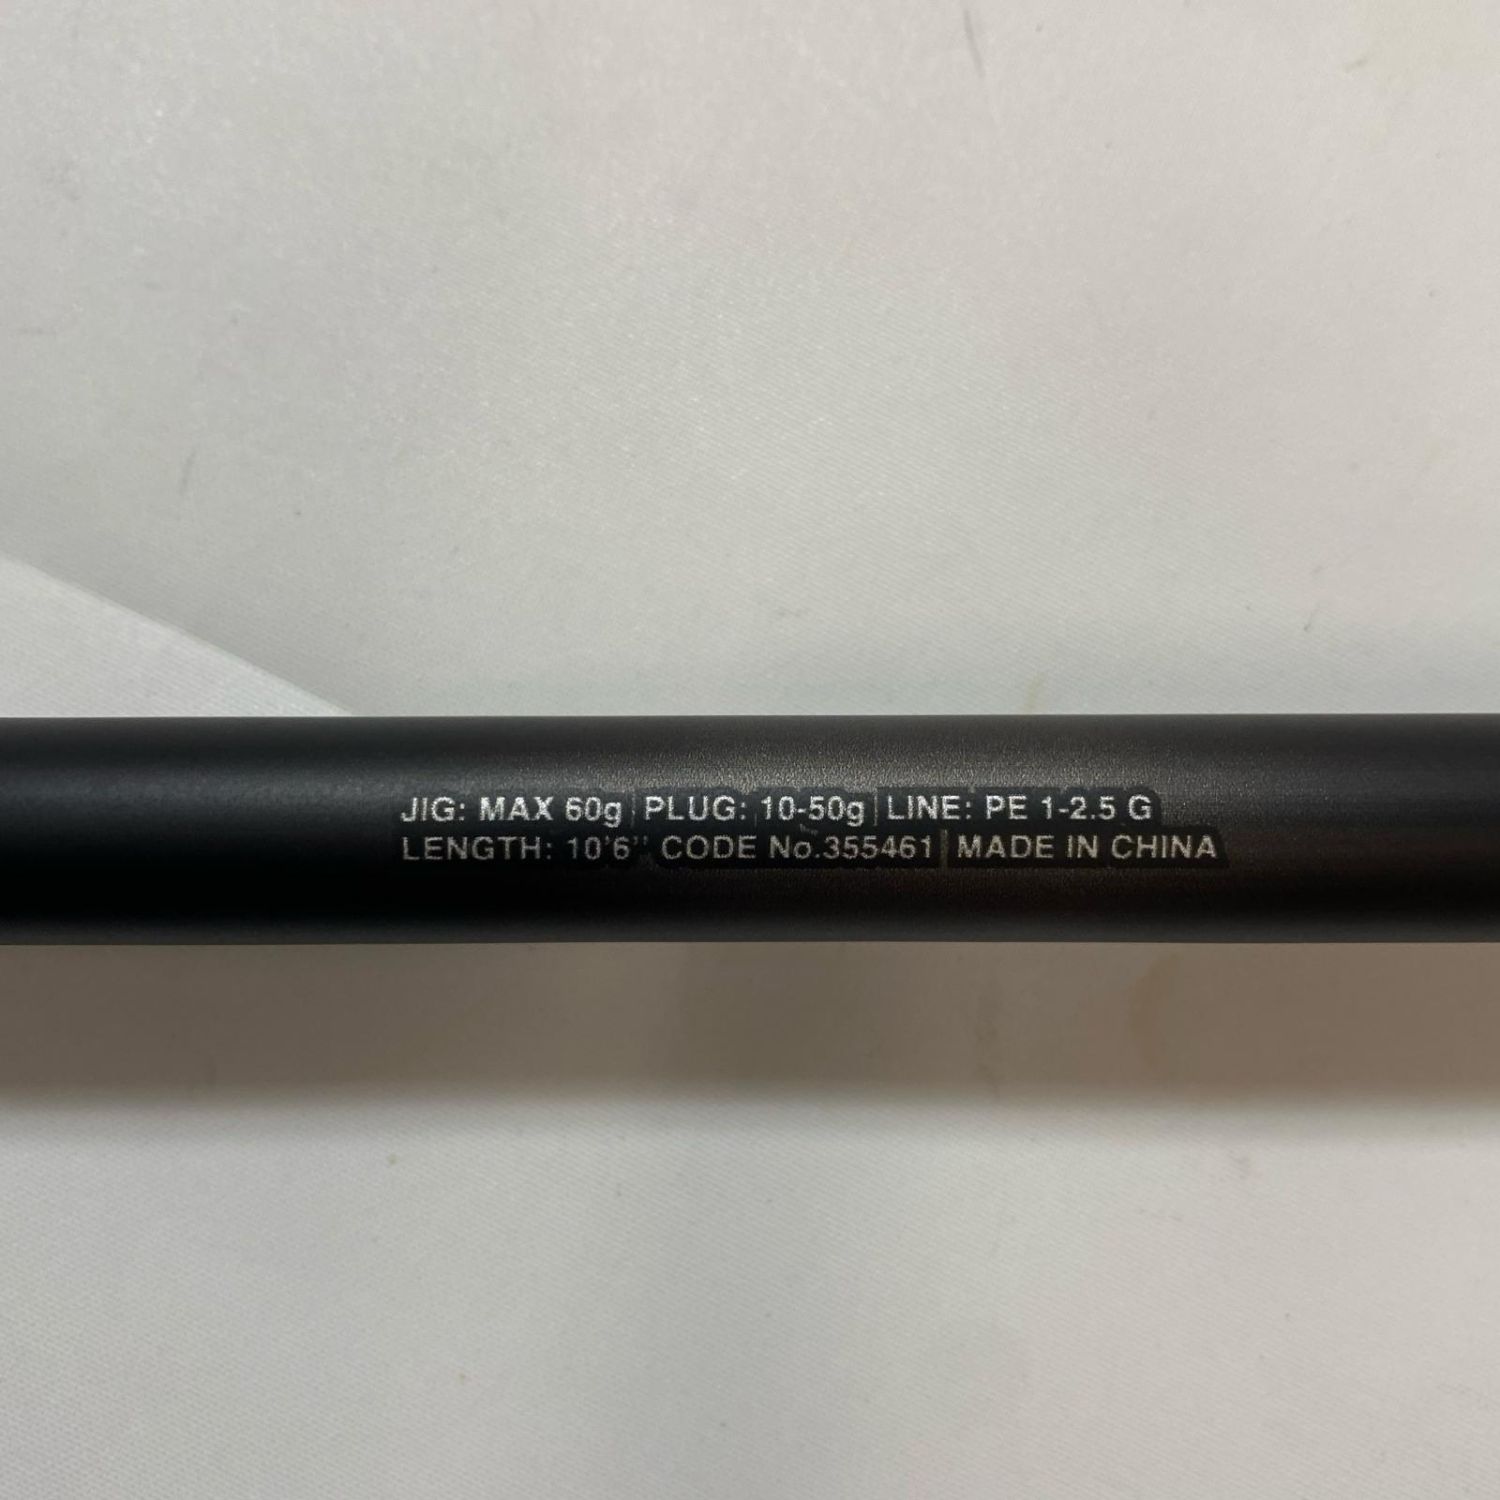 JIG: MAX 60g | PLUG: 10-50g | LINE: PE 1-2.5 G
LENGTH: 10'6'' CODE No.355461 | MADE IN CHINA